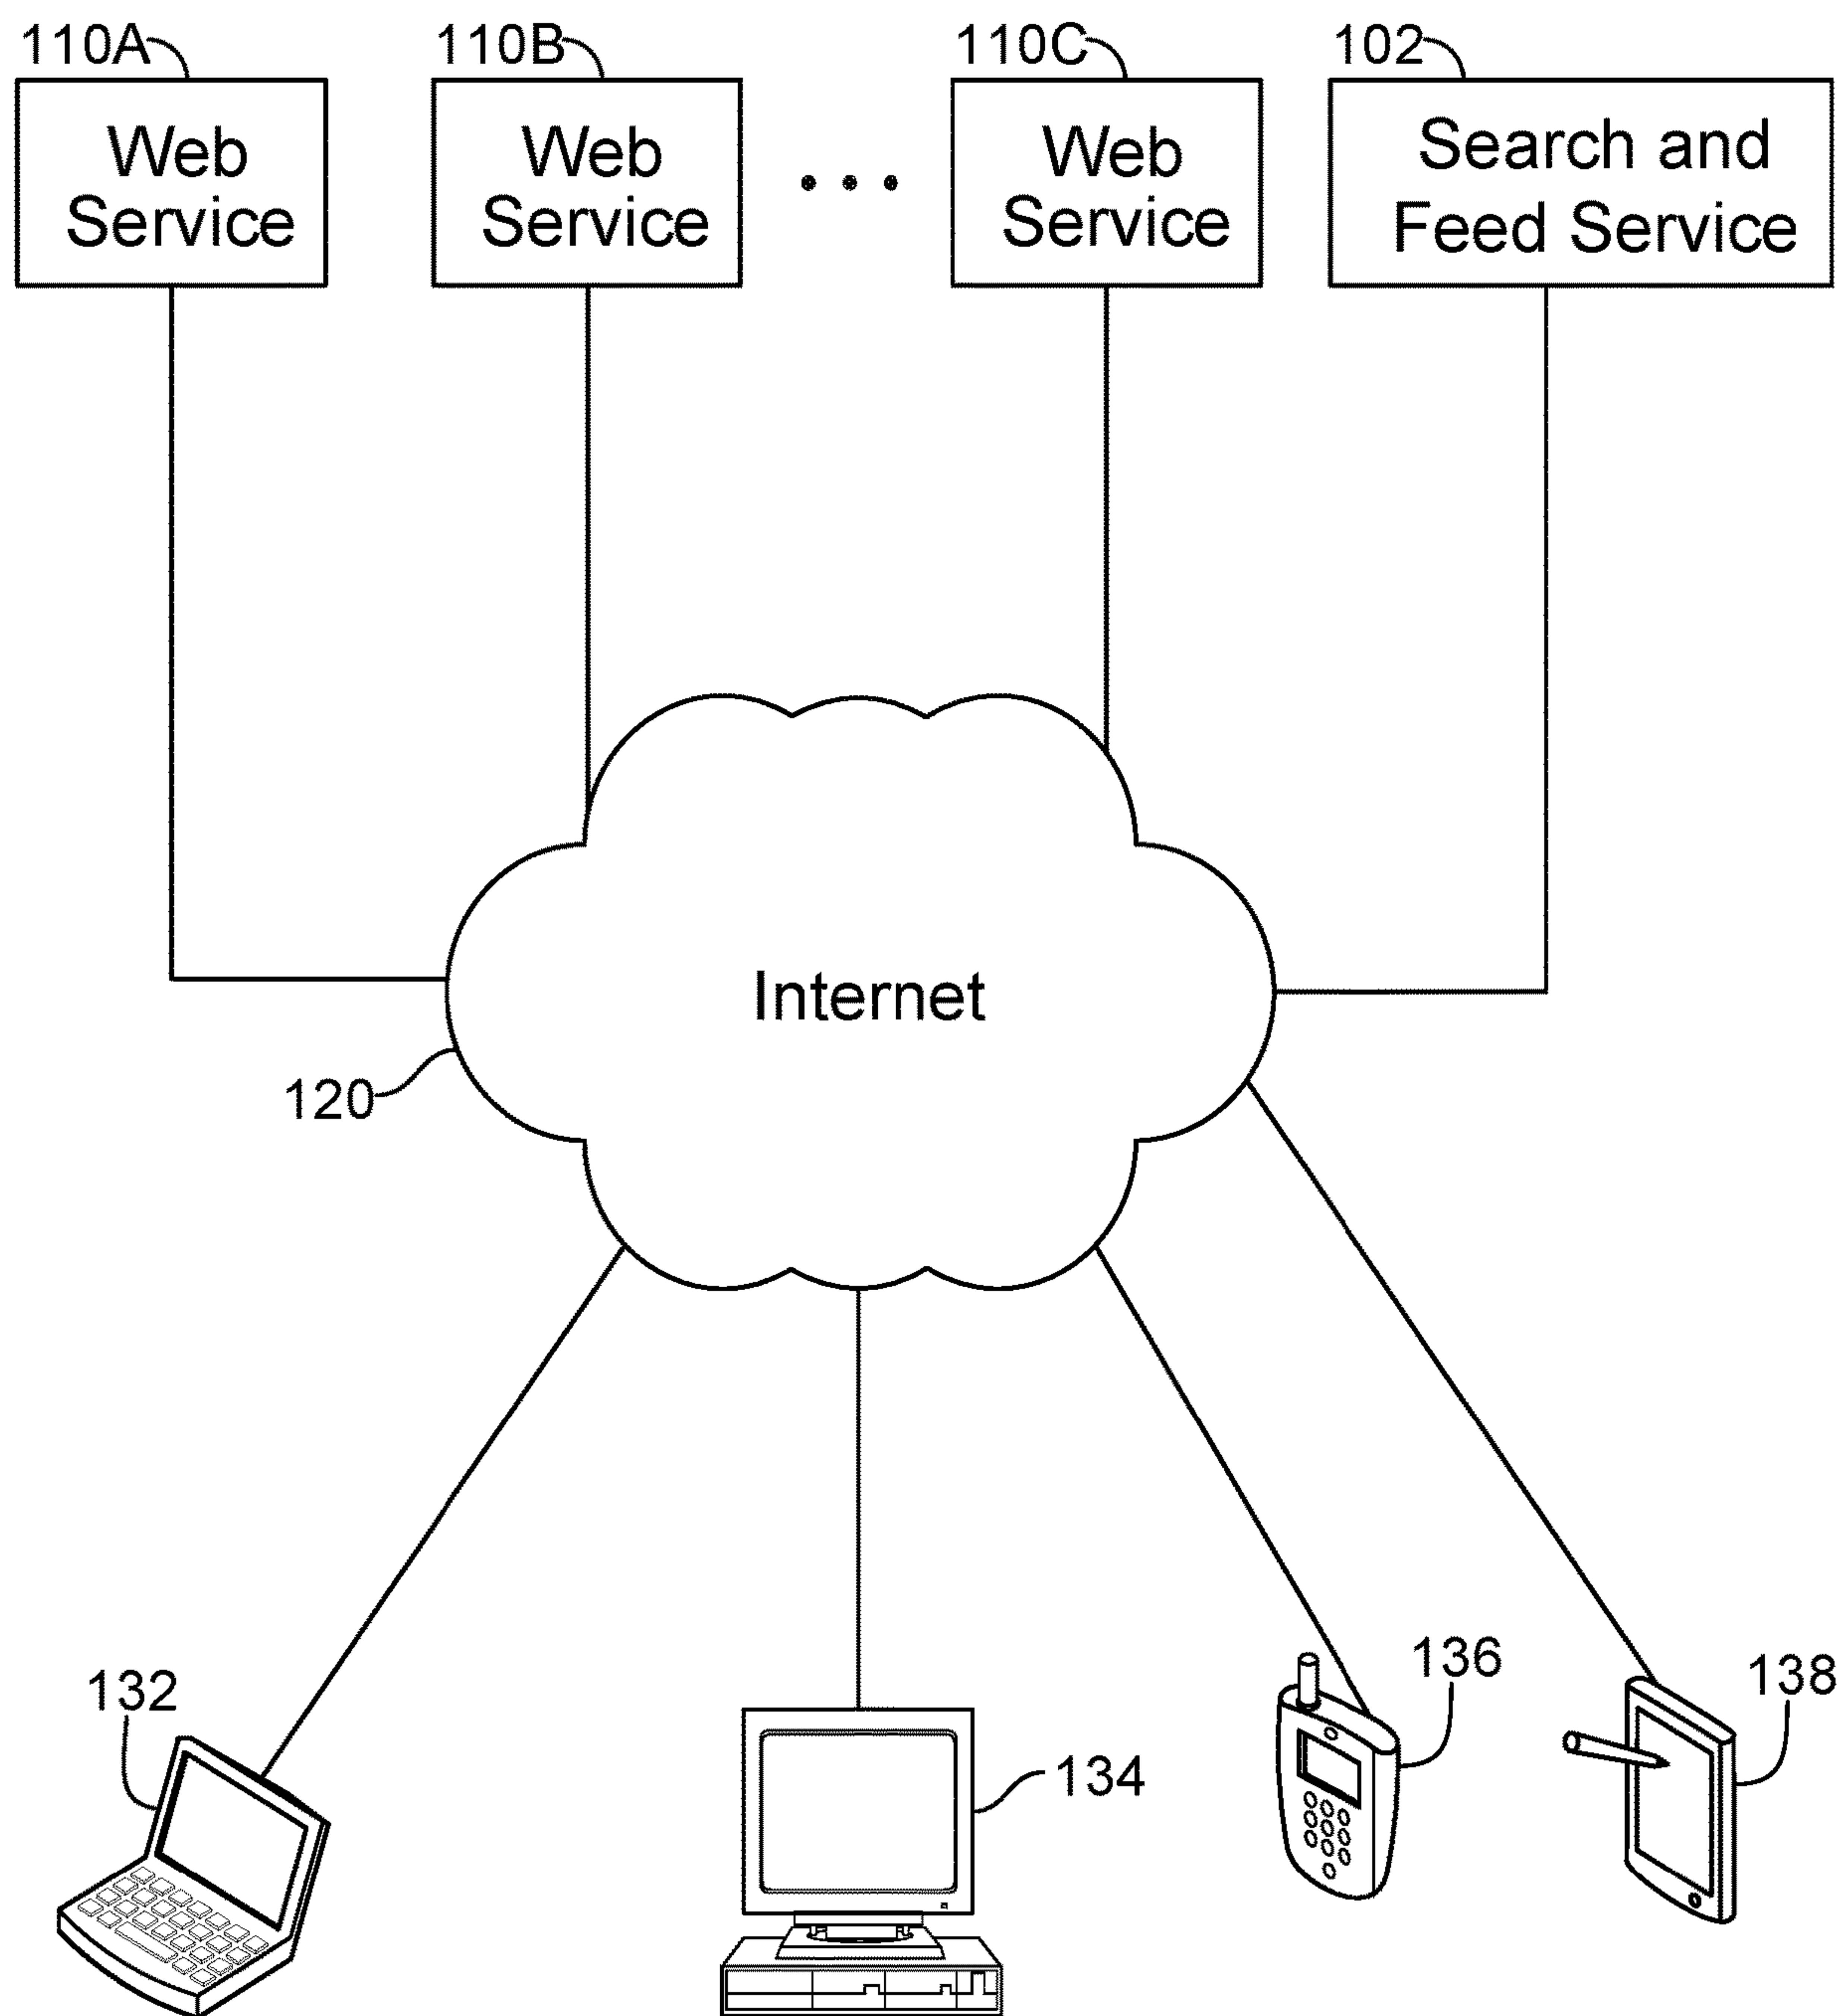 110A
110B
110C
102
Web
Service
Web
Service
...
Web
Service
Search and
Feed Service
Internet
120
132
134
136
138